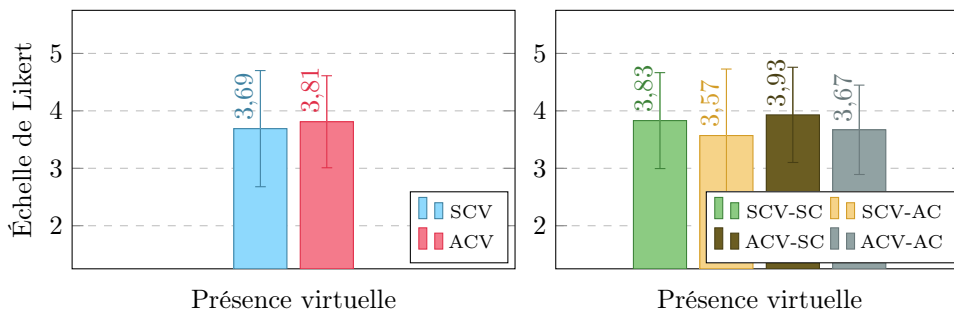 Échelle de Likert
5
4
3
2
3,69
3,81
SCV
ACV
Présence virtuelle
5
4
3
2
3,83
3,57
3,93
3,67
SCV-SC SCV-AC
ACV-SC ACV-AC
Présence virtuelle